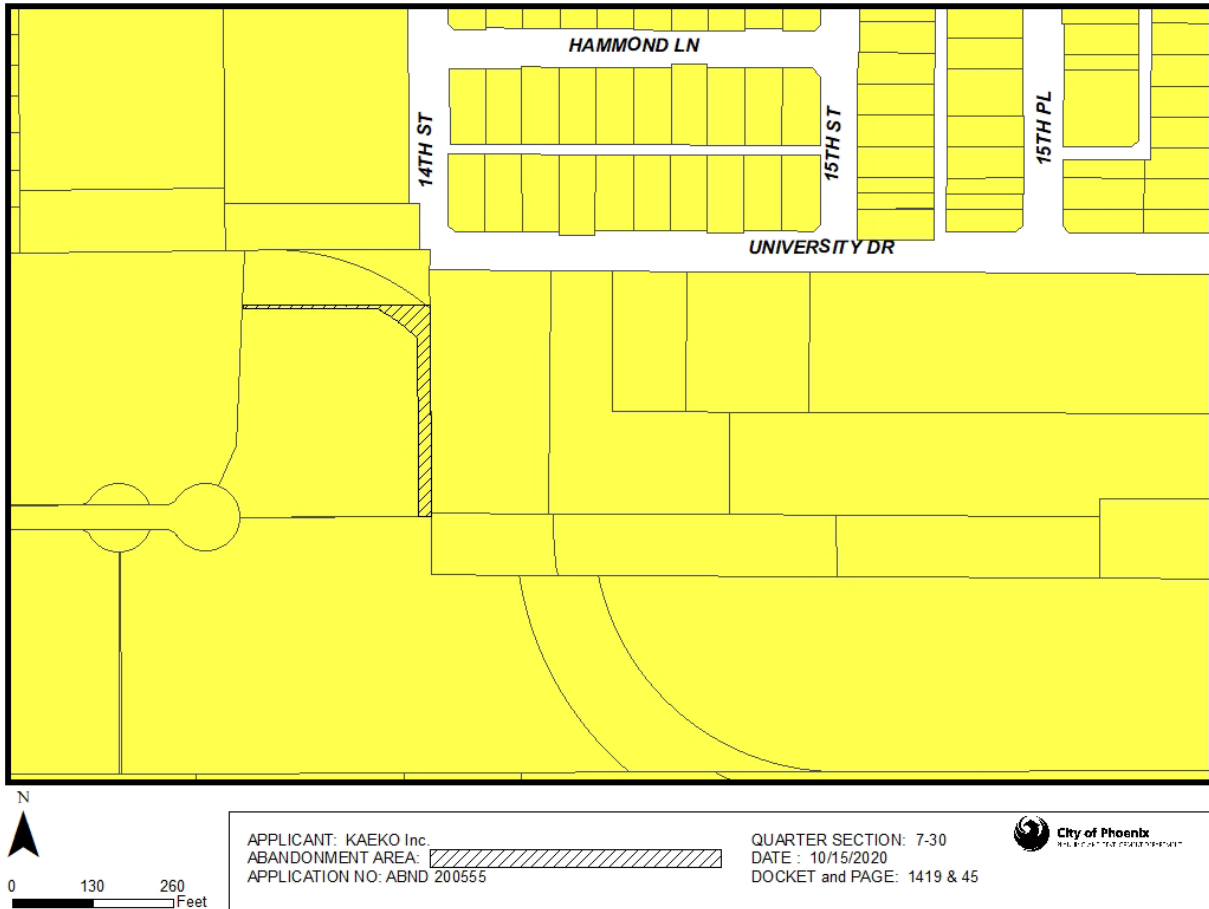 HAMMOND LN
14TH ST
15TH ST
15TH PL
UNIVERSITY DR
N
0 130 260
Feet
APPLICANT: KAEKO Inc.
ABANDONMENT AREA:
APPLICATION NO: ABND 200555
QUARTER SECTION: 7-30
DATE : 10/15/2020
DOCKET and PAGE: 1419 & 45
City of Phoenix